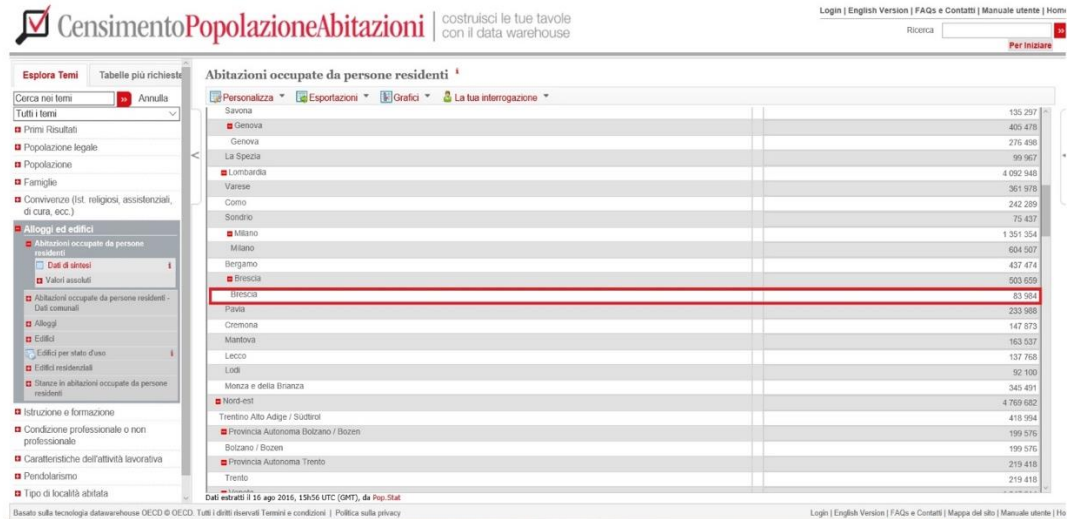 Login | English Version | FAQs e Contatti | Manuale utente | Home
CensimentoPopolazioneAbitazioni
costruisci le tue tavole
con il data warehouse
Ricerca
»
Per Iniziare
Esplora Temi
Tabelle più richieste
Cerca nei temi
»
Annulla
Tutti i temi
Primi Risultati
Popolazione legale
Popolazione
Famiglie
Convivenze (Ist. religiosi, assistenziali,
di cura, ecc.)
Alloggi ed edifici
Abitazioni occupate da persone
residenti
Dati di sintesi i
Valori assoluti
Abitazioni occupate da persone residenti -
Dati comunali
Alloggi
Edifici
Edifici per stato d'uso i
Edifici residenziali
Stanze in abitazioni occupate da persone
residenti
Istruzione e formazione
Condizione professionale o non
professionale
Caratteristiche dell'attività lavorativa
Pendolarismo
Tipo di località abitata
Abitazioni occupate da persone residenti i
Personalizza
Esportazioni
Grafici
La tua interrogazione
Savona 135 297
Genova 405 478
Genova 276 498
La Spezia 99 967
Lombardia 4 092 948
Varese 361 978
Como 242 289
Sondrio 75 437
Milano 1 351 354
Milano 604 507
Bergamo 437 474
Brescia 503 659
Brescia 83 984
Pavia 233 988
Cremona 147 873
Mantova 163 537
Lecco 137 768
Lodi 92 100
Monza e della Brianza 345 491
Nord-est 4 769 682
Trentino Alto Adige / Südtirol 418 994
Provincia Autonoma Bolzano / Bozen 199 576
Bolzano / Bozen 199 576
Provincia Autonoma Trento 219 418
Trento 219 418
Dati estratti il 16 ago 2016, 15h56 UTC (GMT), da Pop.Stat
Basato sulla tecnologia datawarehouse OECD © OECD. Tutti i diritti riservati Termini e condizioni | Politica sulla privacy
Login | English Version | FAQs e Contatti | Mappa del sito | Manuale utente | Ho